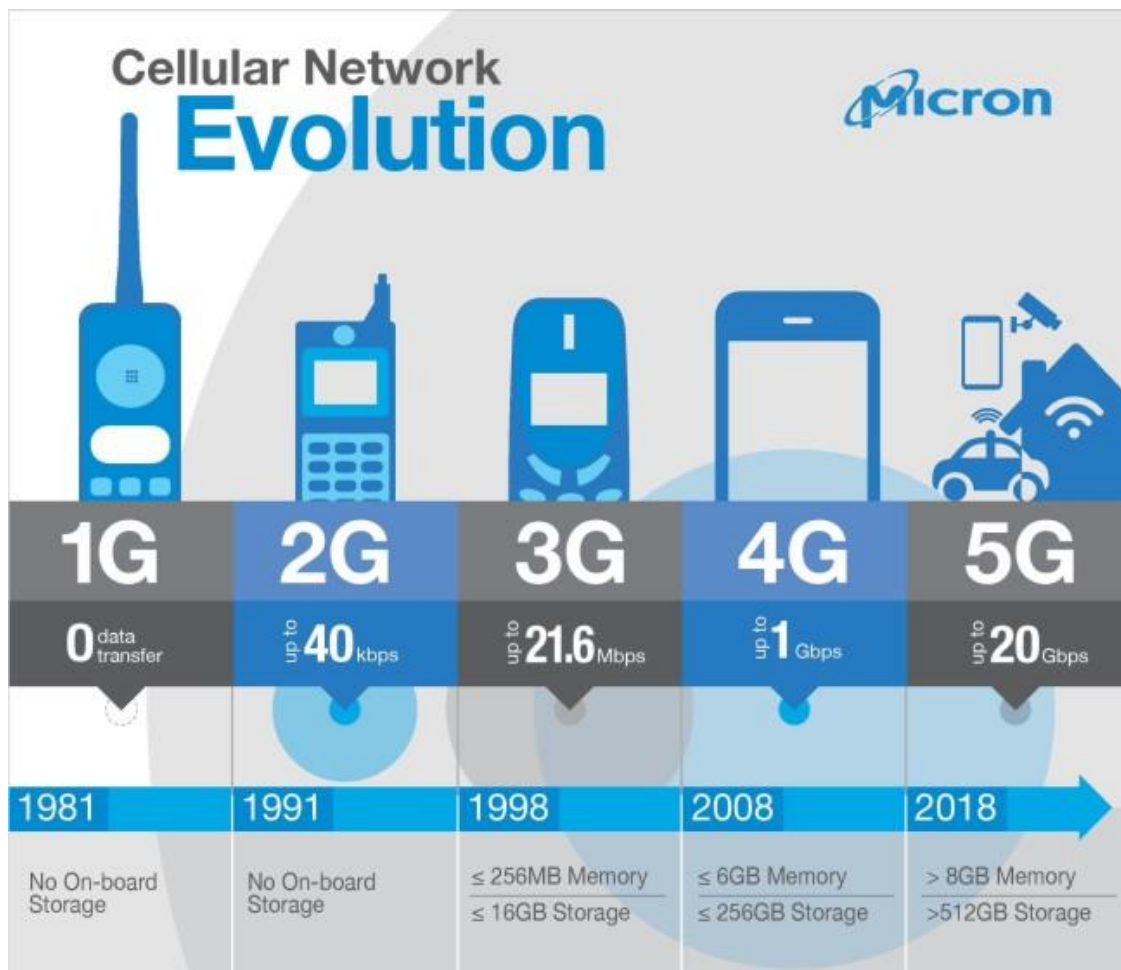 Cellular Network
Evolution
Micron
1G
2G
3G
4G
5G
0 data transfer
up to 40 kbps
up to 21.6 Mbps
up to 1 Gbps
up to 20 Gbps
1981
1991
1998
2008
2018
No On-board
Storage
No On-board
Storage
≤ 256MB Memory
≤ 16GB Storage
≤ 6GB Memory
≤ 256GB Storage
> 8GB Memory
>512GB Storage